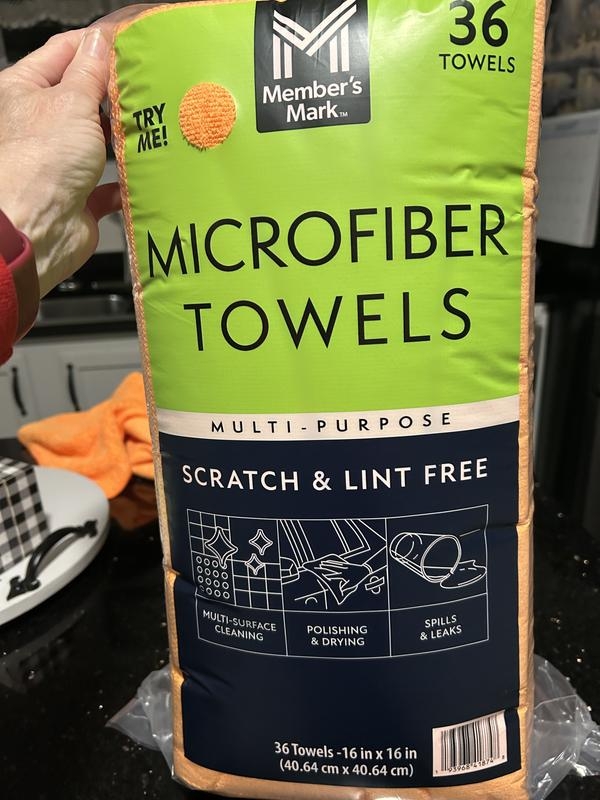 36
TOWELS
Member's
Mark™
TRY
ME!
MICROFIBER
TOWELS
MULTI-PURPOSE
SCRATCH & LINT FREE
MULTI-SURFACE
CLEANING
POLISHING
& DRYING
SPILLS
& LEAKS
36 Towels -16 in x 16 in
(40.64 cm x 40.64 cm)